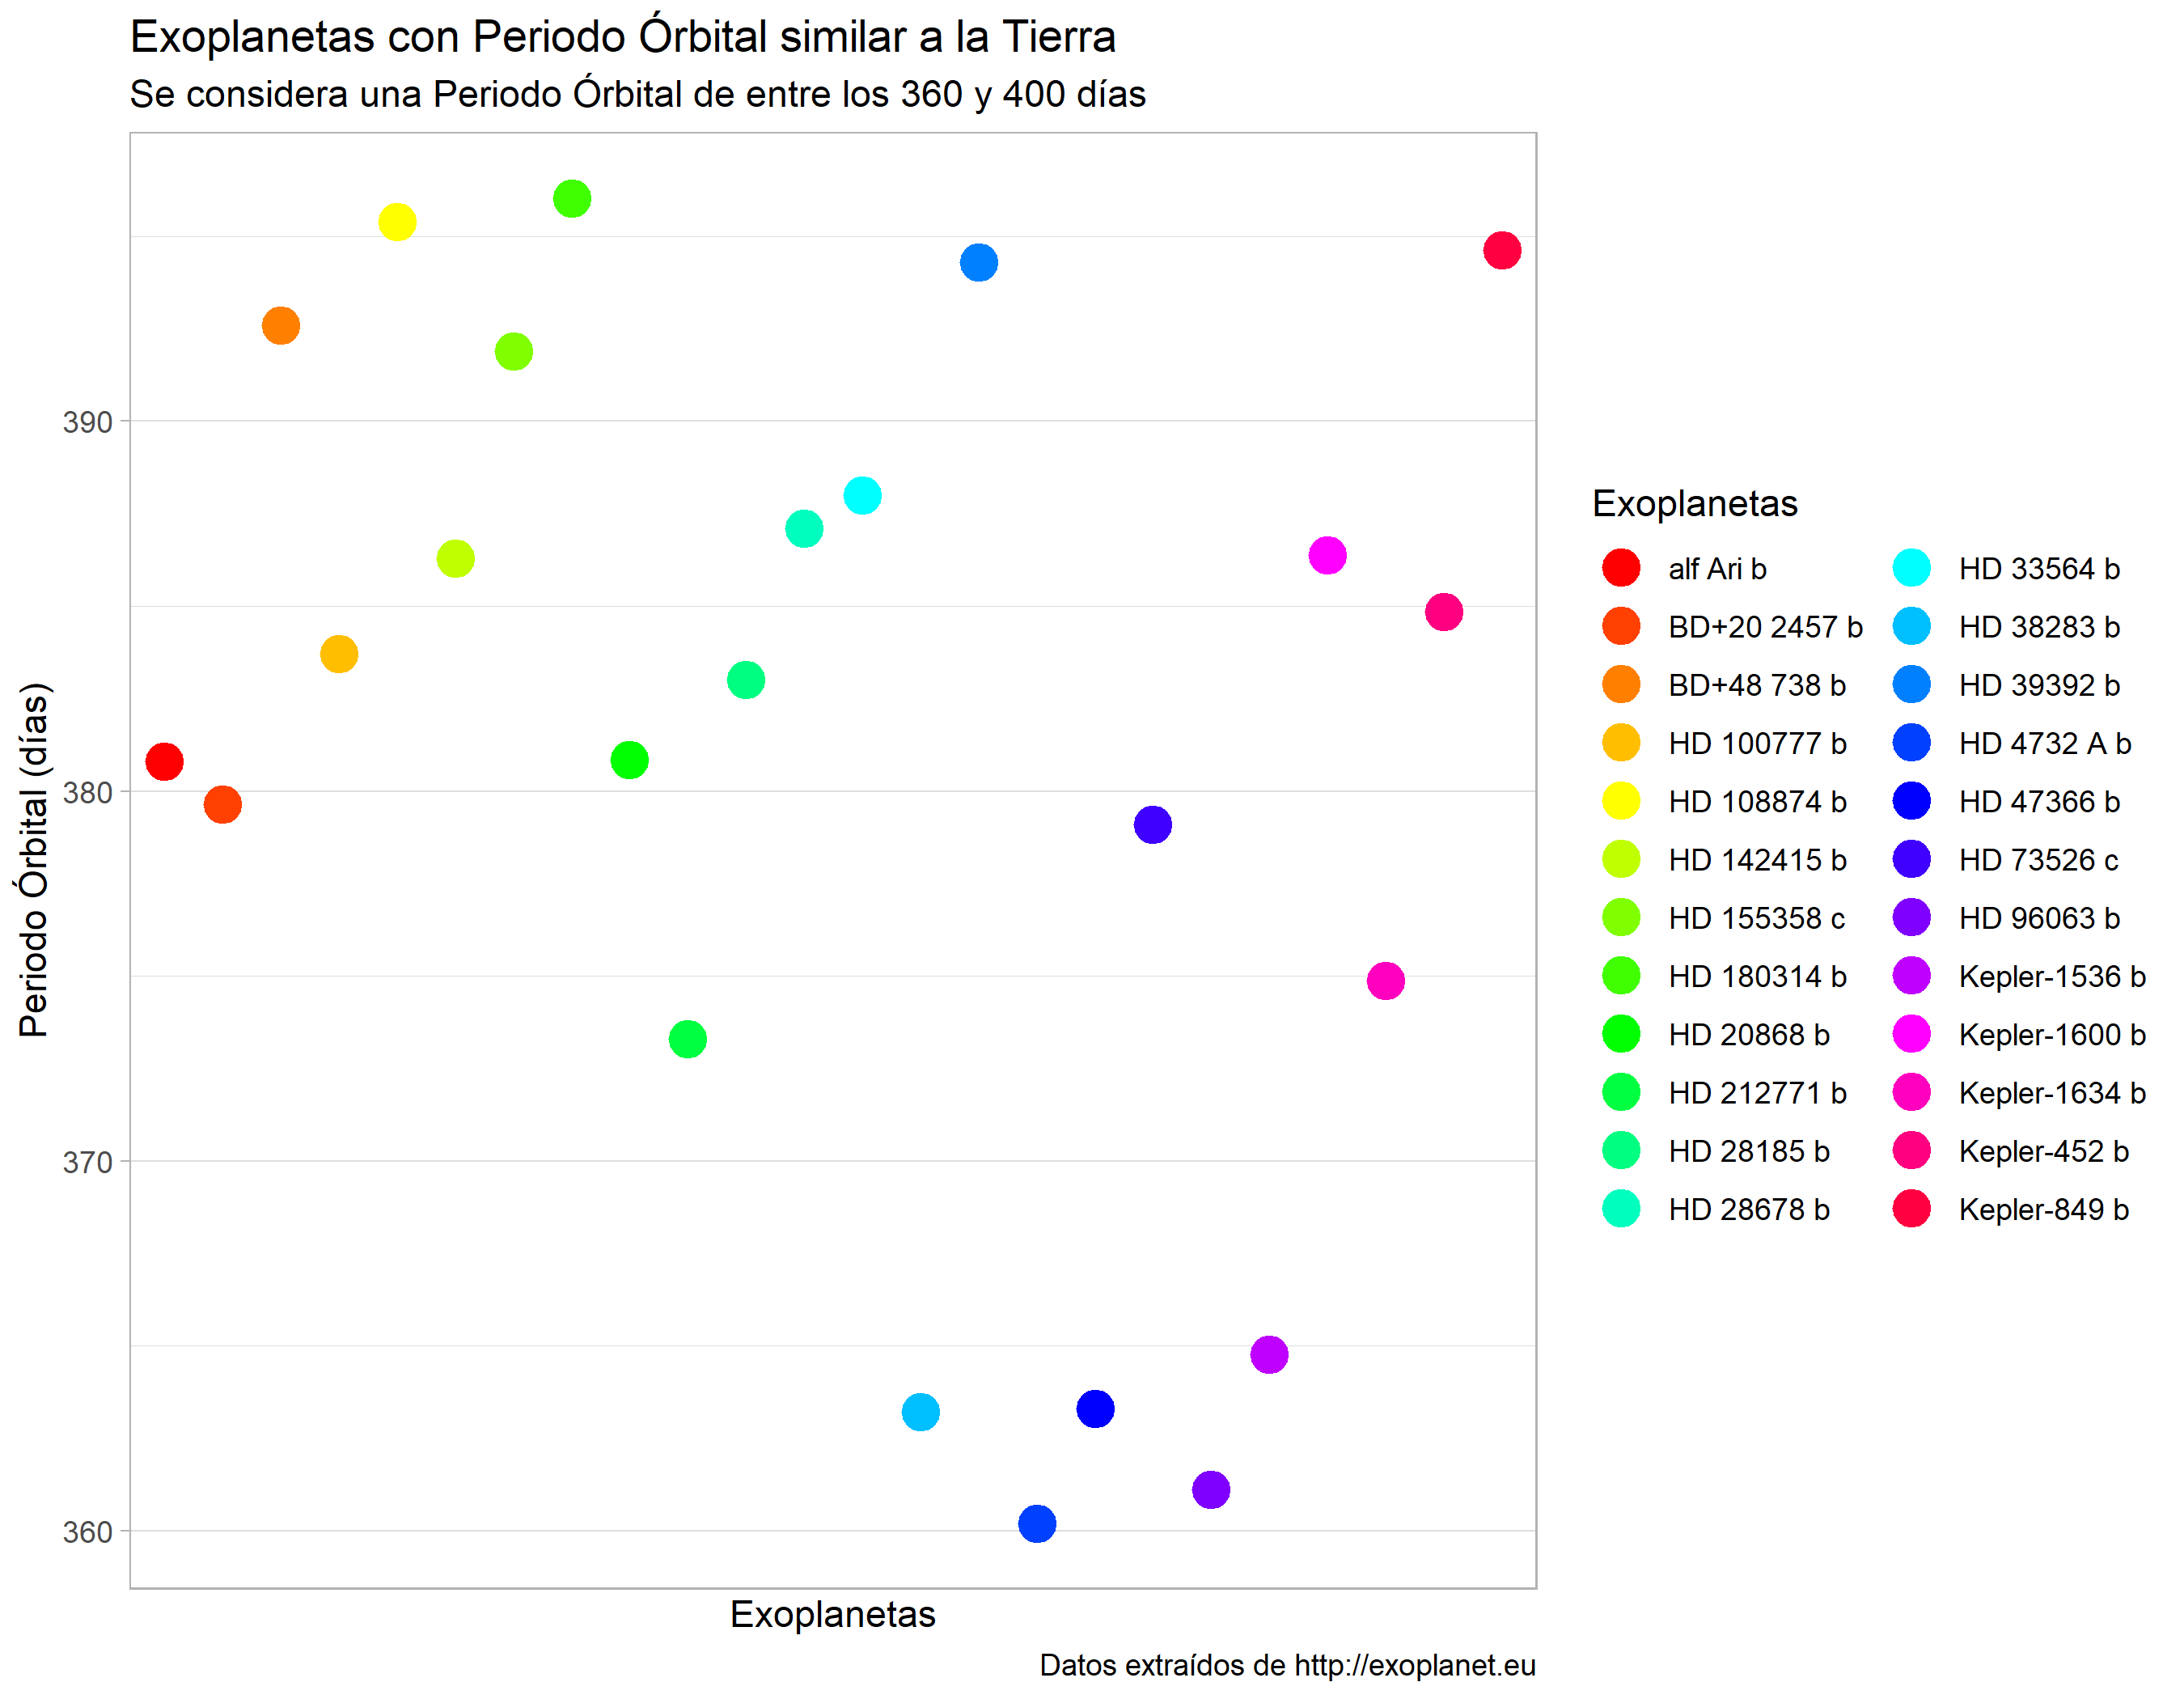 Exoplanetas con Periodo Órbital similar a la Tierra
Se considera una Periodo Órbital de entre los 360 y 400 días
Periodo Órbital (días)
390
380
370
360
Exoplanetas
Datos extraídos de http://exoplanet.eu
Exoplanetas
alf Ari b
BD+20 2457 b
BD+48 738 b
HD 100777 b
HD 108874 b
HD 142415 b
HD 155358 c
HD 180314 b
HD 20868 b
HD 212771 b
HD 28185 b
HD 28678 b
HD 33564 b
HD 38283 b
HD 39392 b
HD 4732 A b
HD 47366 b
HD 73526 c
HD 96063 b
Kepler-1536 b
Kepler-1600 b
Kepler-1634 b
Kepler-452 b
Kepler-849 b